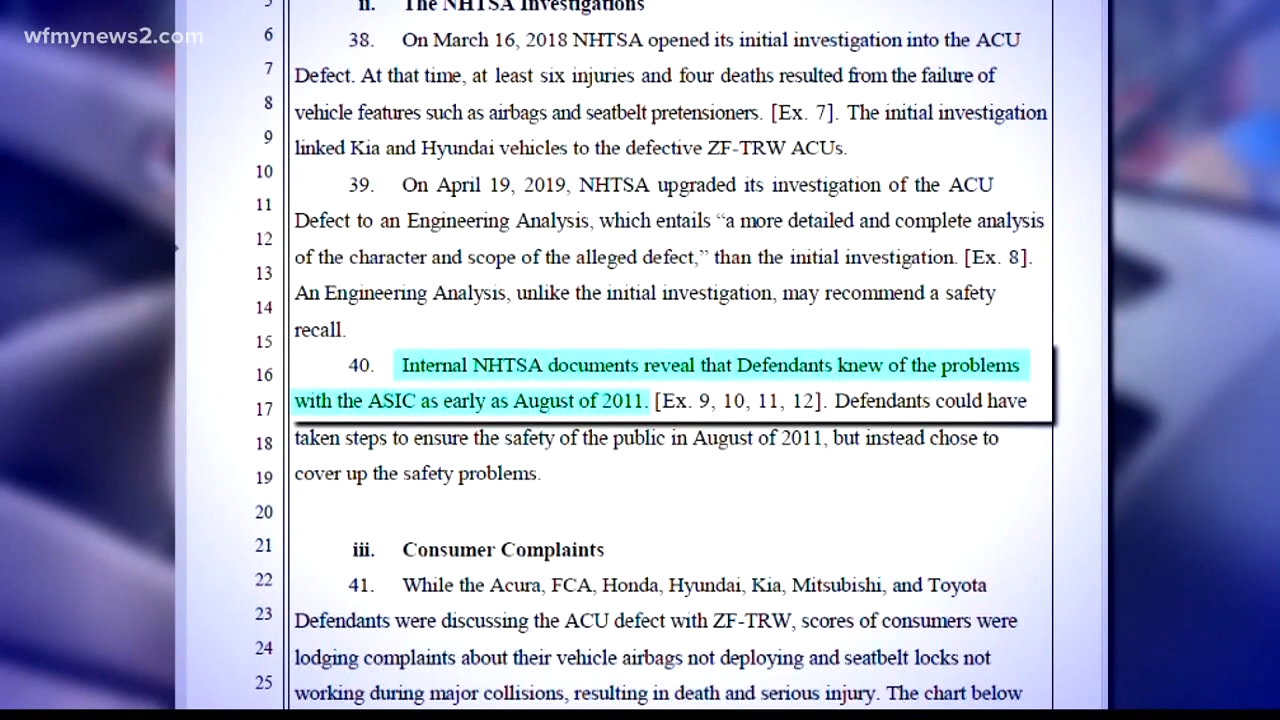 wfmynews2.com
5 ii. The NHTSA Investigations
6 38. On March 16, 2018 NHTSA opened its initial investigation into the ACU
7 Defect. At that time, at least six injuries and four deaths resulted from the failure of
8 vehicle features such as airbags and seatbelt pretensioners. [Ex. 7]. The initial investigation
9 linked Kia and Hyundai vehicles to the defective ZF-TRW ACUs.
10 39. On April 19, 2019, NHTSA upgraded its investigation of the ACU
11 Defect to an Engineering Analysis, which entails “a more detailed and complete analysis
12 of the character and scope of the alleged defect,” than the initial investigation. [Ex. 8].
13 An Engineering Analysis, unlike the initial investigation, may recommend a safety
14 recall.
15 40. Internal NHTSA documents reveal that Defendants knew of the problems
16 with the ASIC as early as August of 2011. [Ex. 9, 10, 11, 12]. Defendants could have
17 taken steps to ensure the safety of the public in August of 2011, but instead chose to
18 cover up the safety problems.
19
20
21 iii. Consumer Complaints
22 41. While the Acura, FCA, Honda, Hyundai, Kia, Mitsubishi, and Toyota
23 Defendants were discussing the ACU defect with ZF-TRW, scores of consumers were
24 lodging complaints about their vehicle airbags not deploying and seatbelt locks not
25 working during major collisions, resulting in death and serious injury. The chart below